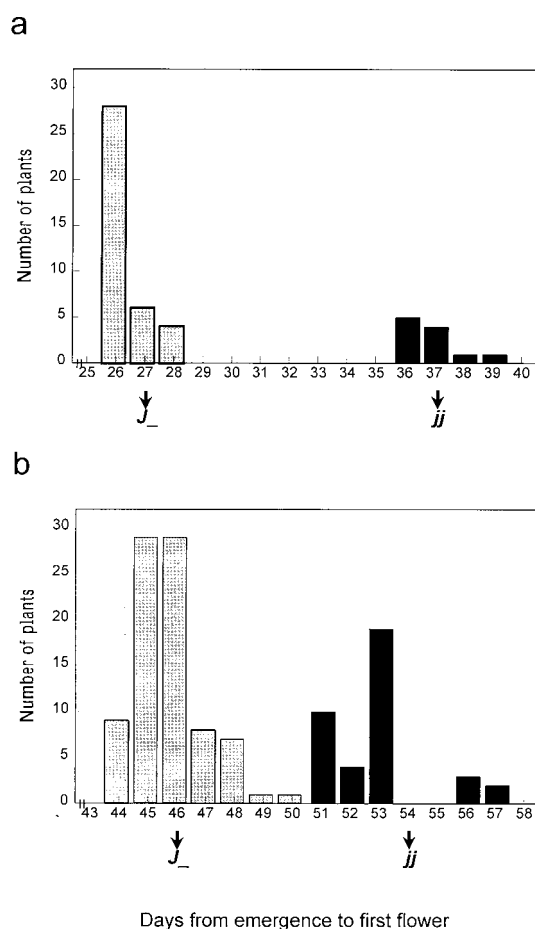 a
30
25
20
15
10
5
0
25 26 27 28 29 30 31 32 33 34 35 36 37 38 39 40
J_ jj
Number of plants
b
30
25
20
15
10
5
0
43 44 45 46 47 48 49 50 51 52 53 54 55 56 57 58
J_ jj
Number of plants
Days from emergence to first flower